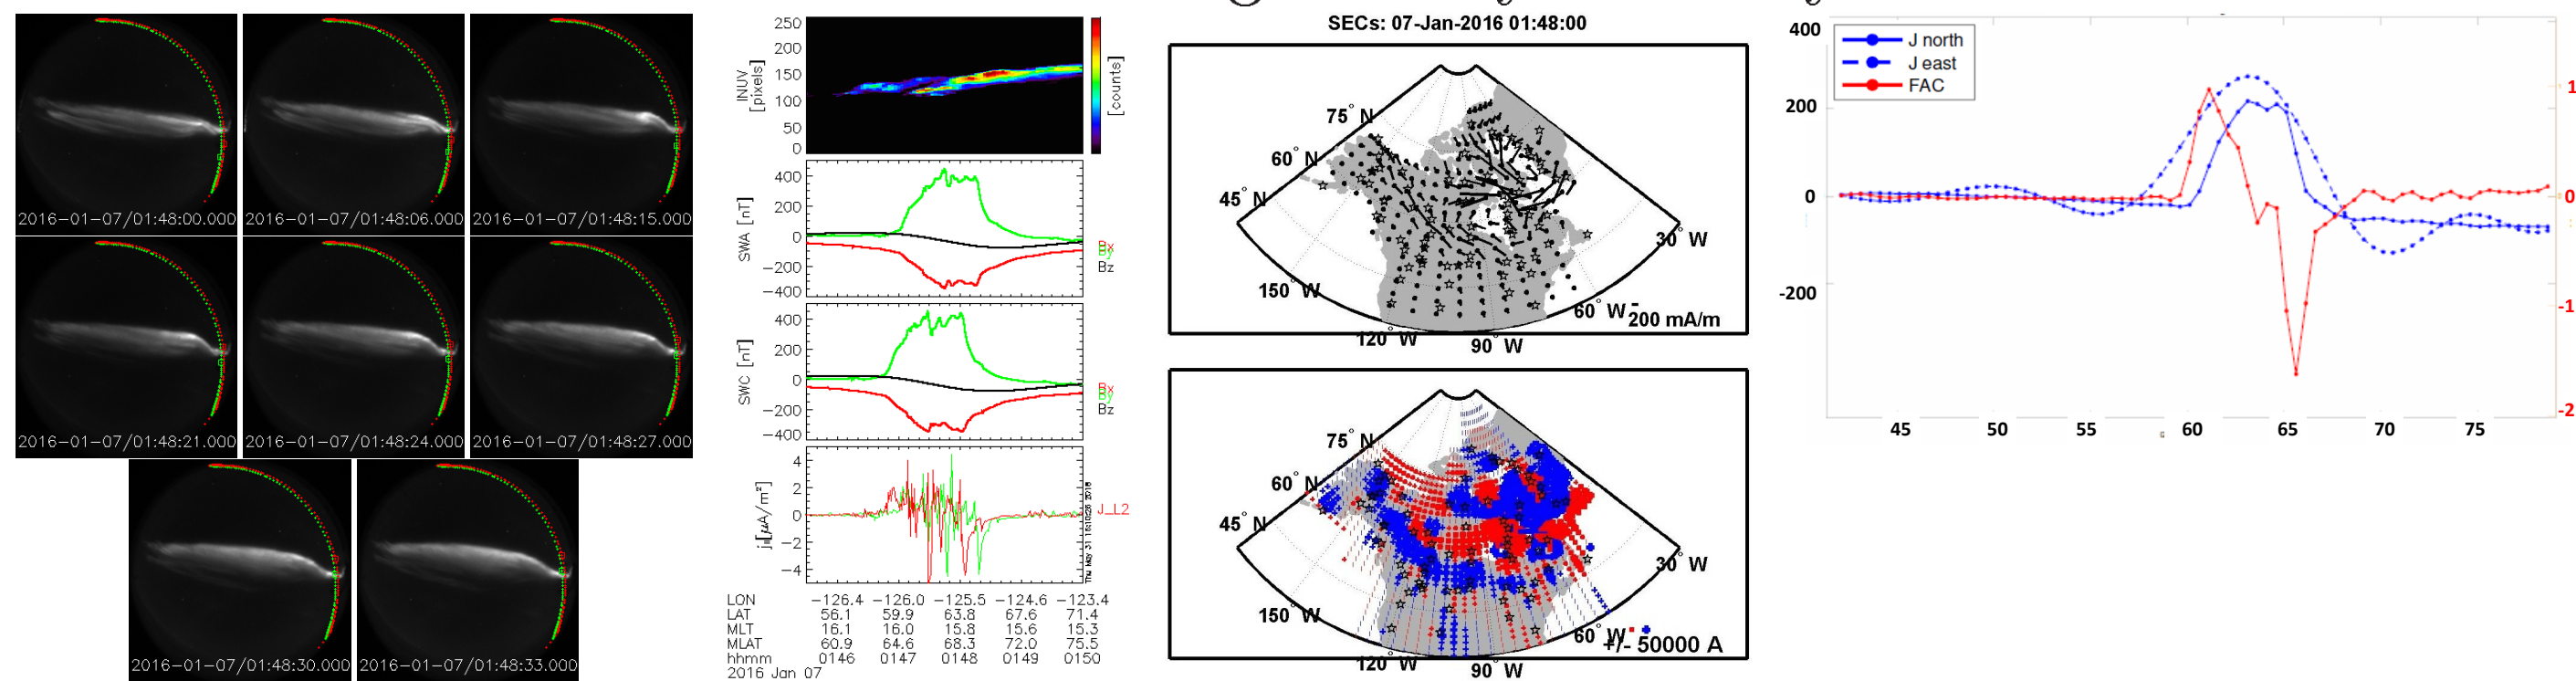 2016-01-07/01:48:00.000
2016-01-07/01:48:06.000
2016-01-07/01:48:15.000
2016-01-07/01:48:21.000
2016-01-07/01:48:24.000
2016-01-07/01:48:27.000
2016-01-07/01:48:30.000
2016-01-07/01:48:33.000
250
200
150
100
50
0
INUV
[pixels]
[counts]
400
200
0
-200
-400
SWA [nT]
Bx
By
Bz
400
200
0
-200
-400
SWC [nT]
Bx
By
Bz
4
2
0
-2
-4
J_L2
LON -126.4 -126.0 -125.5 -124.6 -123.4
LAT 56.1 59.9 63.8 67.6 71.4
MLT 16.1 16.0 15.8 15.6 15.3
MLAT 60.9 64.6 68.3 72.0 75.5
hhmm 0146 0147 0148 0149 0150
2016 Jan 07
SECs: 07-Jan-2016 01:48:00
75° N
60° N
45° N
30° W
150° W
60° W
200 mA/m
120° W
90° W
75° N
60° N
45° N
30° W
150° W
60° W
+/- 50000 A
120° W
90° W
400
200
0
-200
J north
J east
FAC
1
0
-1
-2
45 50 55 60 65 70 75